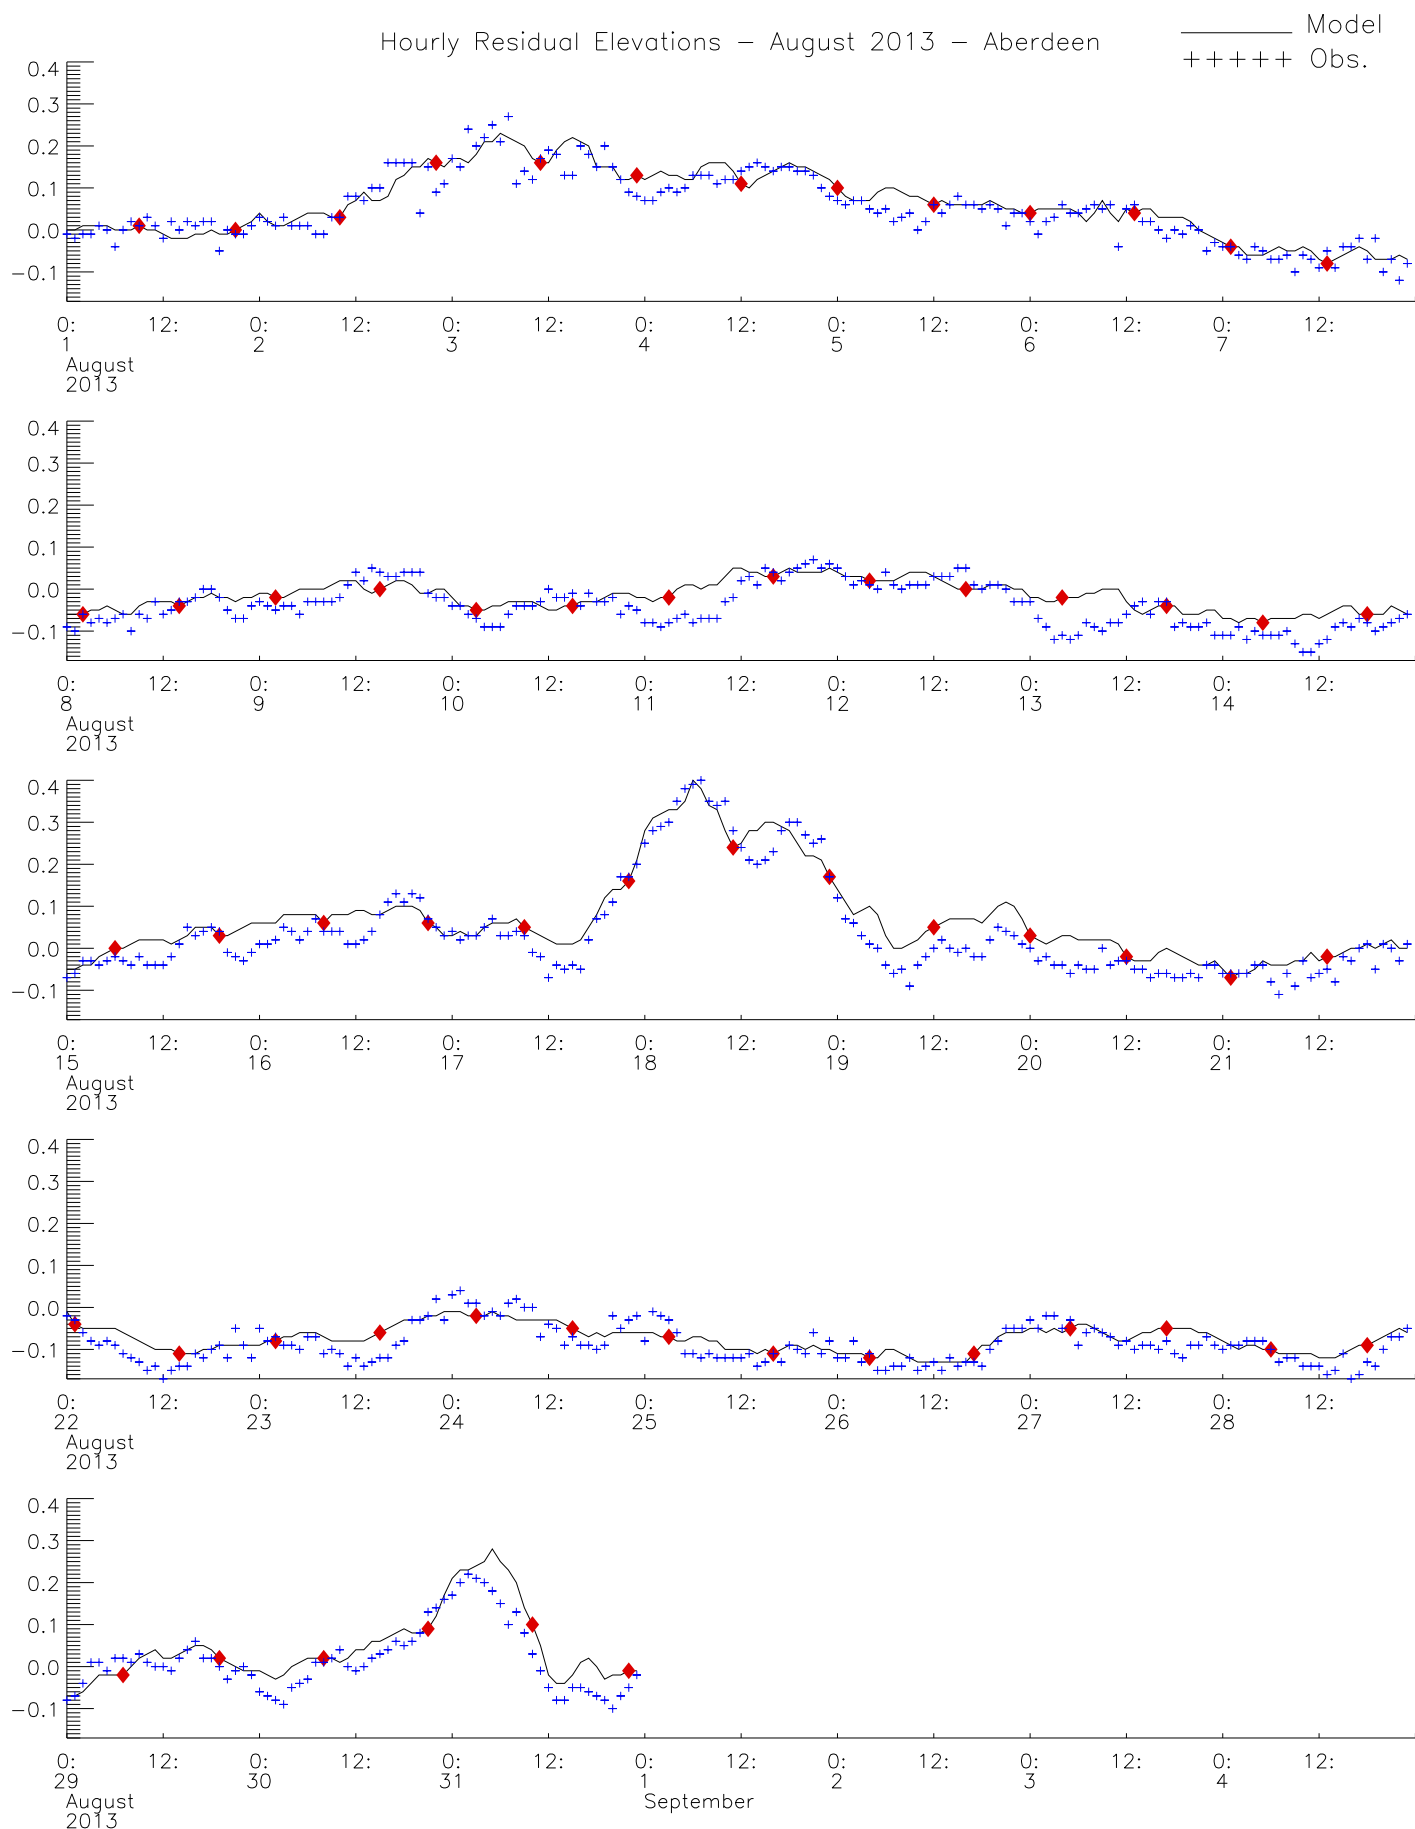 Hourly Residual Elevations – August 2013 – Aberdeen
Model
+++++ Obs.
0.4
0.3
0.2
0.1
0.0
−0.1
0: 12: 0: 12: 0: 12: 0: 12: 0: 12: 0: 12: 0: 12:
1 2 3 4 5 6 7
August
2013
0.4
0.3
0.2
0.1
0.0
−0.1
0: 12: 0: 12: 0: 12: 0: 12: 0: 12: 0: 12: 0: 12:
8 9 10 11 12 13 14
August
2013
0.4
0.3
0.2
0.1
0.0
−0.1
0: 12: 0: 12: 0: 12: 0: 12: 0: 12: 0: 12: 0: 12:
15 16 17 18 19 20 21
August
2013
0.4
0.3
0.2
0.1
0.0
−0.1
0: 12: 0: 12: 0: 12: 0: 12: 0: 12: 0: 12: 0: 12:
22 23 24 25 26 27 28
August
2013
0.4
0.3
0.2
0.1
0.0
−0.1
0: 12: 0: 12: 0: 12: 0: 12: 0: 12: 0: 12: 0: 12:
29 30 31 1 2 3 4
August September
2013